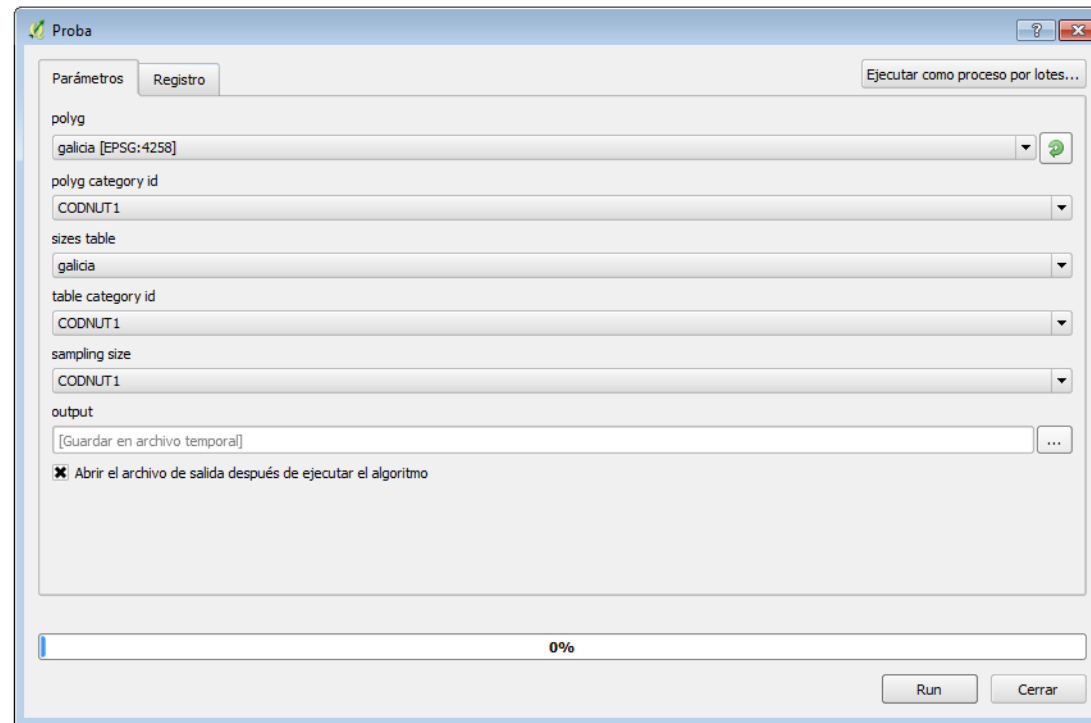 Proba
Parámetros
Registro
Ejecutar como proceso por lotes...
polyg
galicia [EPSG:4258]
polyg category id
CODNUT1
sizes table
galicia
table category id
CODNUT1
sampling size
CODNUT1
output
[Guardar en archivo temporal]
...
Abrir el archivo de salida después de ejecutar el algoritmo
0%
Run
Cerrar